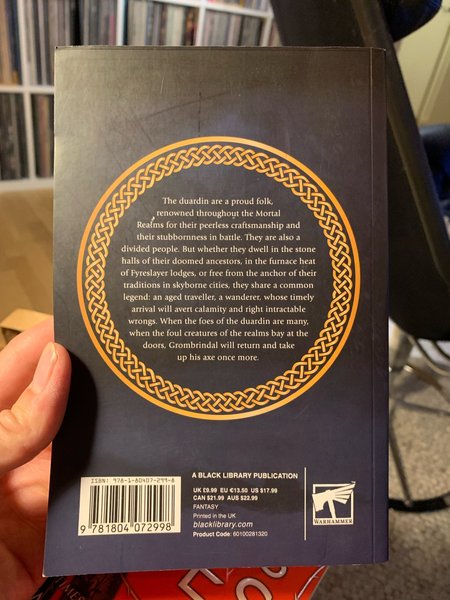 The duardin are a proud folk,
renowned throughout the Mortal
Realms for their peerless craftsmanship and
their stubbornness in battle. They are also a
divided people. But whether they dwell in the stone
halls of their doomed ancestors, in the furnace heat
of Fyreslayer lodges, or free from the anchor of their
traditions in skyborne cities, they share a common
legend: an aged traveller, a wanderer, whose timely
arrival will avert calamity and right intractable
wrongs. When the foes of the duardin are many,
when the foul creatures of the realms bay at the
doors, Grombrindal will return and take
up his axe once more.
ISBN: 978-1-80407-299-8
9 781804 072998
A BLACK LIBRARY PUBLICATION
UK £9.99 EU €13.50 US $17.99
CAN $21.99 AUS $22.99
FANTASY
Printed in the UK
blacklibrary.com
Product Code: 60100281320
WARHAMMER